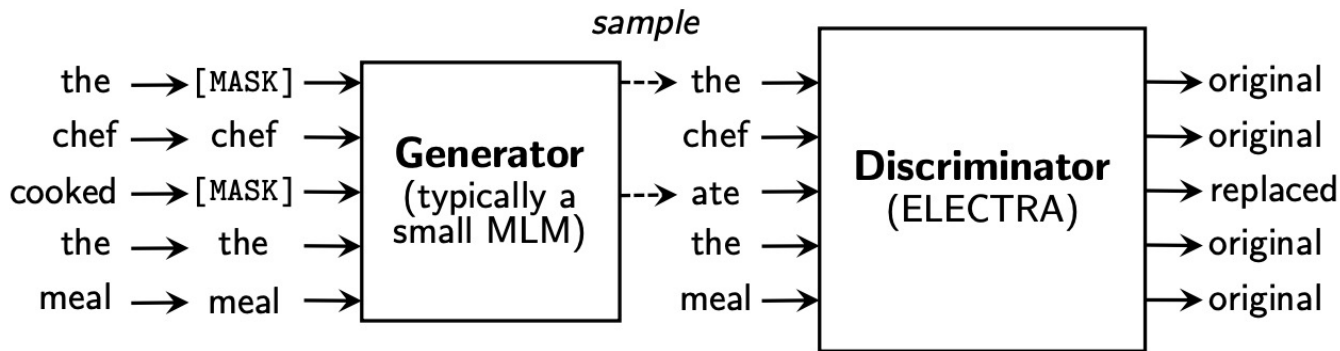 sample
the [MASK] the original
chef chef chef original
cooked [MASK] ate replaced
the the the original
meal meal meal original
Generator
(typically a
small MLM)
Discriminator
(ELECTRA)